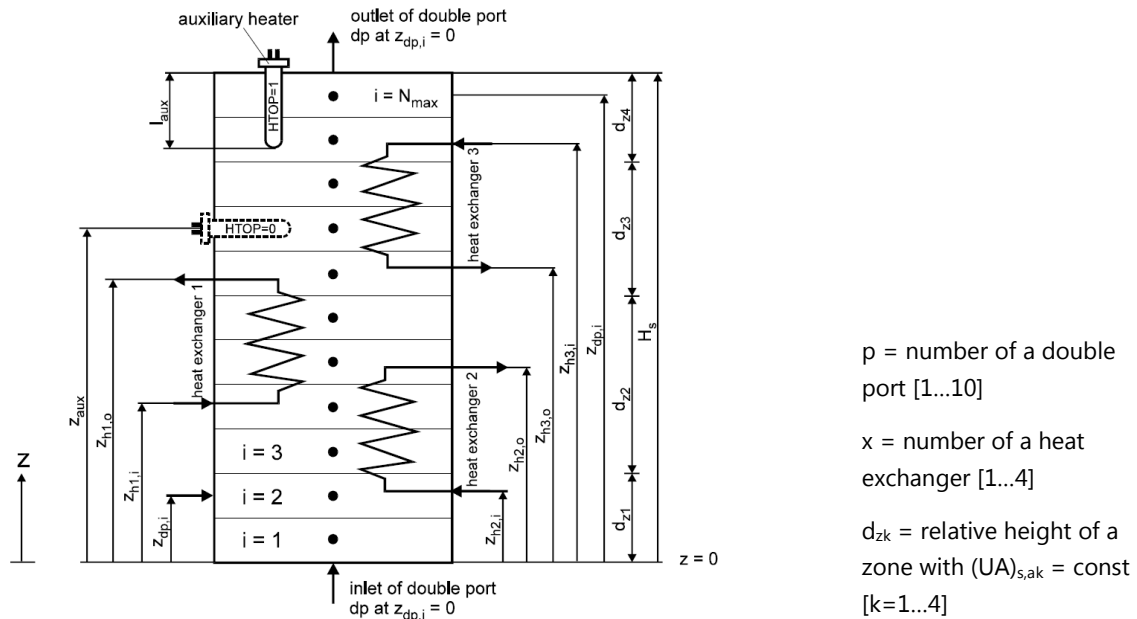 auxiliary heater
outlet of double port
dp at z_dp,i = 0
l_aux
HTOP=1
i = N_max
d_z4
heat exchanger 3
d_z3
HTOP=0
heat exchanger 1
H_s
z_dp,i
z_h3,i
z_aux
z_h1,o
d_z2
z_h3,o
z_h2,o
heat exchanger 2
z
z_h1,i
i = 3
z_dp,i
i = 2
z_h2,i
d_z1
i = 1
z = 0
inlet of double port
dp at z_dp,i = 0
p = number of a double
port [1...10]
x = number of a heat
exchanger [1...4]
d_zk = relative height of a
zone with (UA)_s,ak = const
[k=1...4]